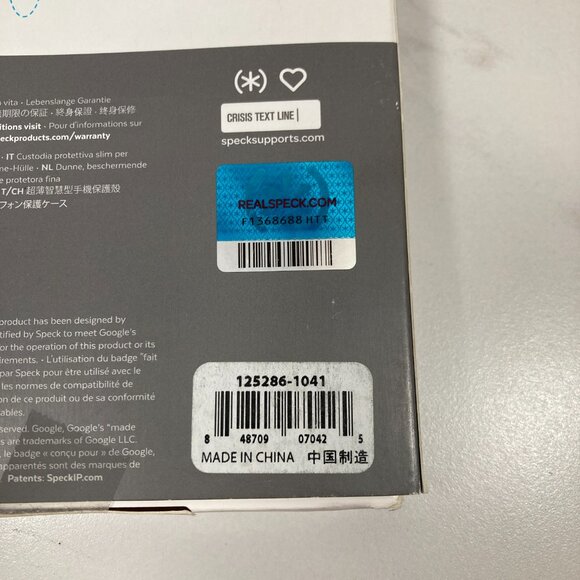 vita • Lebenslange Garantie
期限の保証 • 終身保證 • 终身保修
itions visit • Pour d'informations sur
eckproducts.com/warranty
• IT Custodia protettiva slim per
me-Hülle • NL Dunne, beschermende
e protetora fina
T/CH 超薄智慧型手機保護殼
フォン保護ケース
(*)
CRISIS TEXT LINE |
specksupports.com
REALSPECK.COM
F1368688 HTT
product has been designed by
rtified by Speck to meet Google's
or the operation of this product or its
irements. • L'utilisation du badge "fait
par Speck pour être utilisé avec le
les normes de compatibilité de
on de ce produit ou de sa conformité
ables.
served. Google, Google's "made
s are trademarks of Google LLC.
, le badge « conçu pour » de Google,
apparentés sont des marques de
Patents: SpeckIP.com
125286-1041
8 48709 07042 5
MADE IN CHINA 中国制造